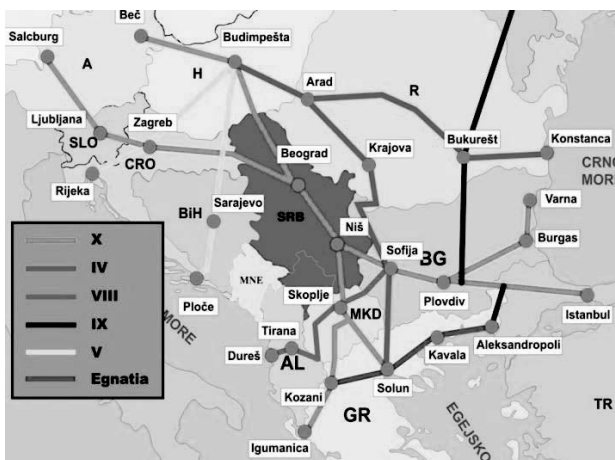 Beč
Salcburg
Budimpešta
A
H
Arad
R
Ljubljana
Zagreb
SLO
CRO
Bukurešt
Konstanca
Krajova
Beograd
CRNO
MORE
Rijeka
BiH
Sarajevo
SRB
Varna
Niš
Burgas
Sofija
BG
X
IV
VIII
IX
V
Egnatia
MNE
Ploče
Skoplje
MKD
Plovdiv
Istanbul
MORE
Tirana
Dureš
AL
Kavala
Aleksandropoli
Kozani
Solun
GR
TR
EGEJSKO
Igumanica